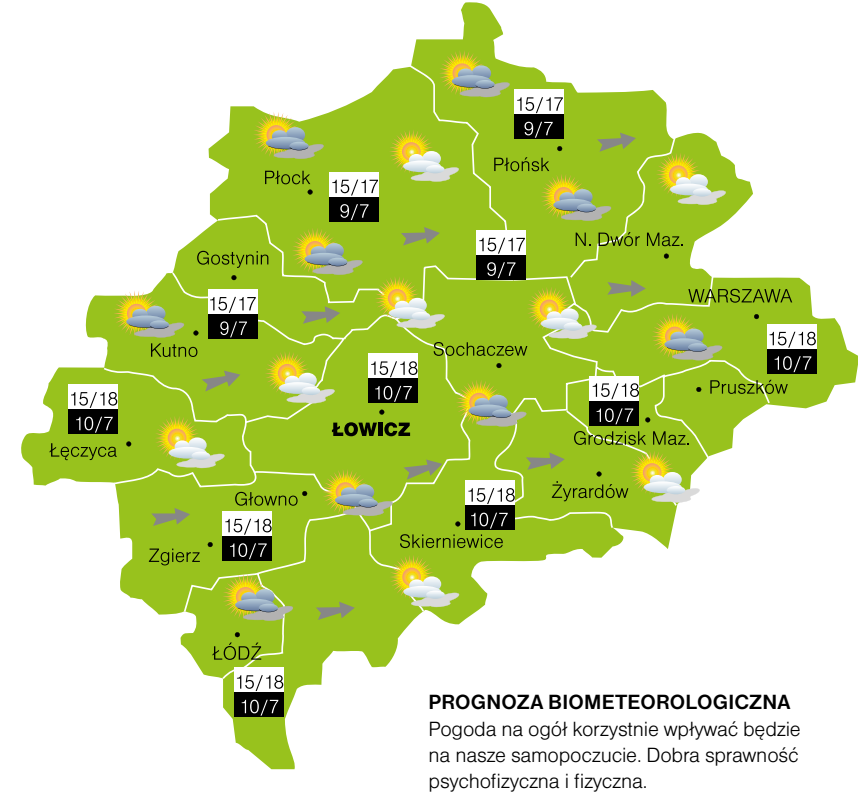 15/17
9/7
Płońsk
Płock
15/17
9/7
N. Dwór Maz.
15/17
9/7
Gostynin
WARSZAWA
15/17
9/7
Kutno
15/18
10/7
Sochaczew
15/18
10/7
ŁOWICZ
15/18
10/7
Pruszków
15/18
10/7
Łęczyca
Grodzisk Maz.
Głowno
Żyrardów
15/18
10/7
Skierniewice
15/18
10/7
Zgierz
ŁÓDŹ
15/18
10/7
PROGNOZA BIOMETEOROLOGICZNA
Pogoda na ogół korzystnie wpływać będzie
na nasze samopoczucie. Dobra sprawność
psychofizyczna i fizyczna.